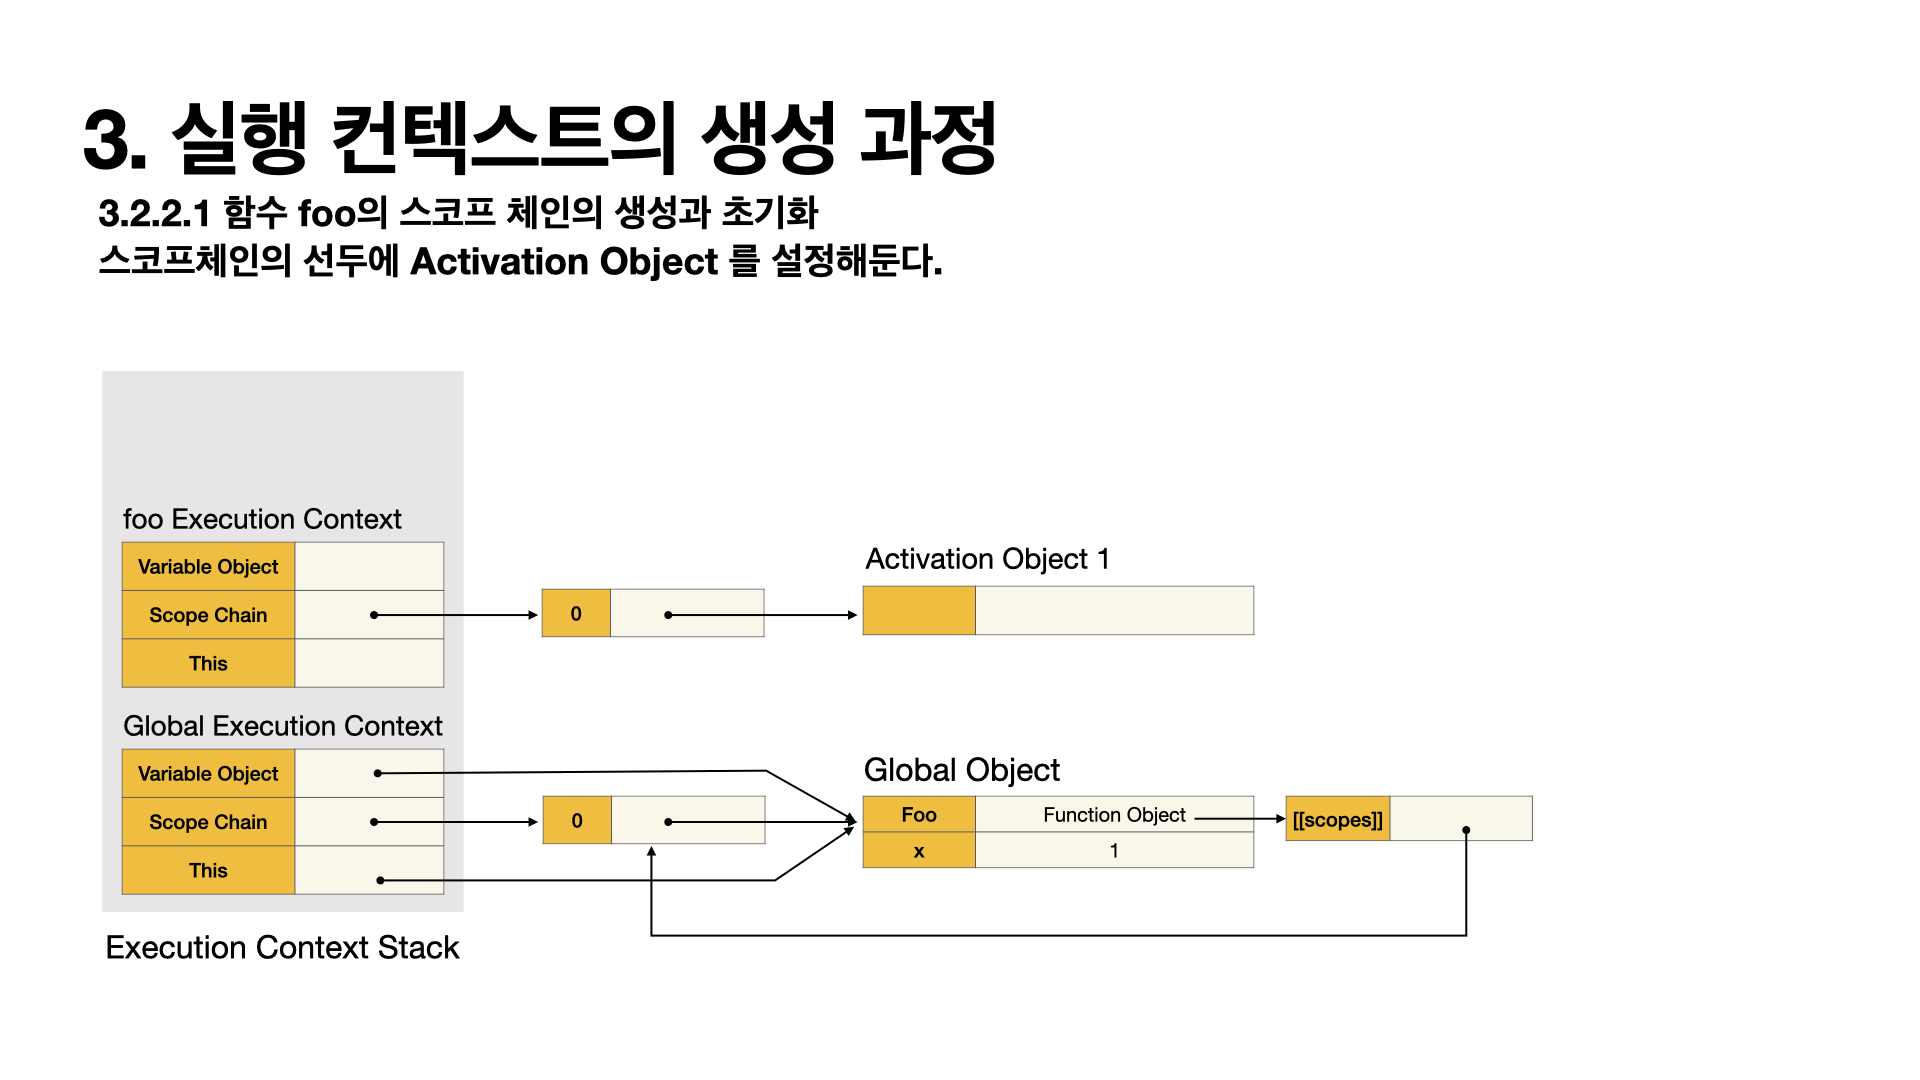 3. 실행 컨텍스트의 생성 과정
3.2.2.1 함수 foo의 스코프 체인의 생성과 초기화
스코프체인의 선두에 Activation Object 를 설정해둔다.
foo Execution Context
Variable Object
Scope Chain
This
0
Activation Object 1
Global Execution Context
Variable Object
Scope Chain
This
0
Global Object
Foo
Function Object
x
1
[[scopes]]
Execution Context Stack